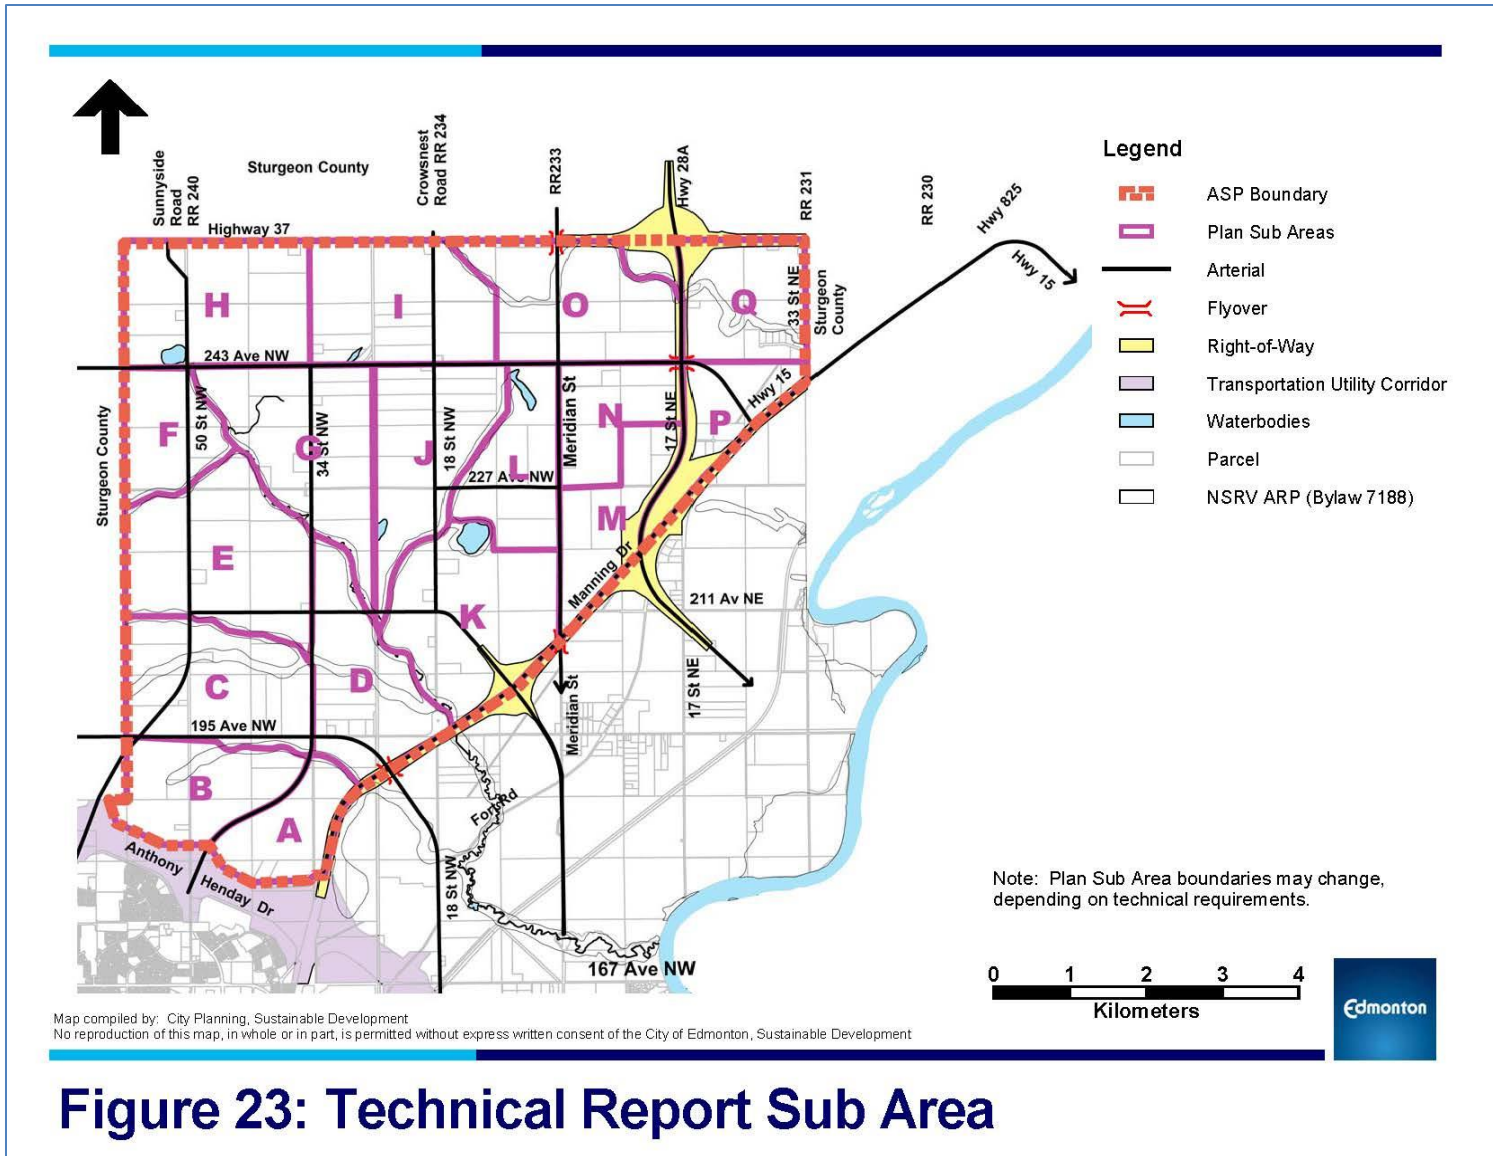 Sunnyside
Road
RR 240
Sturgeon County
Crowsnest
Road RR 234
RR233
Hwy 28A
RR 231
RR 230
Hwy 825
Hwy 15
Highway 37
H
I
O
Q
33 St NE
Sturgeon
County
243 Ave NW
Hwy 15
Sturgeon County
F
50 St NW
G
34 St NW
J
18 St NW
L
227 Ave NW
Meridian St
N
17 St NE
P
M
E
Manning Dr
K
211 Av NE
C
D
195 Ave NW
Meridian St
17 St NE
B
A
Fort Rd
Anthony
Henday Dr
18 St NW
167 Ave NW
Legend
ASP Boundary
Plan Sub Areas
Arterial
Flyover
Right-of-Way
Transportation Utility Corridor
Waterbodies
Parcel
NSRV ARP (Bylaw 7188)
Note: Plan Sub Area boundaries may change,
depending on technical requirements.
0 1 2 3 4
Kilometers
Edmonton
Map compiled by: City Planning, Sustainable Development
No reproduction of this map, in whole or in part, is permitted without express written consent of the City of Edmonton, Sustainable Development
Figure 23: Technical Report Sub Area